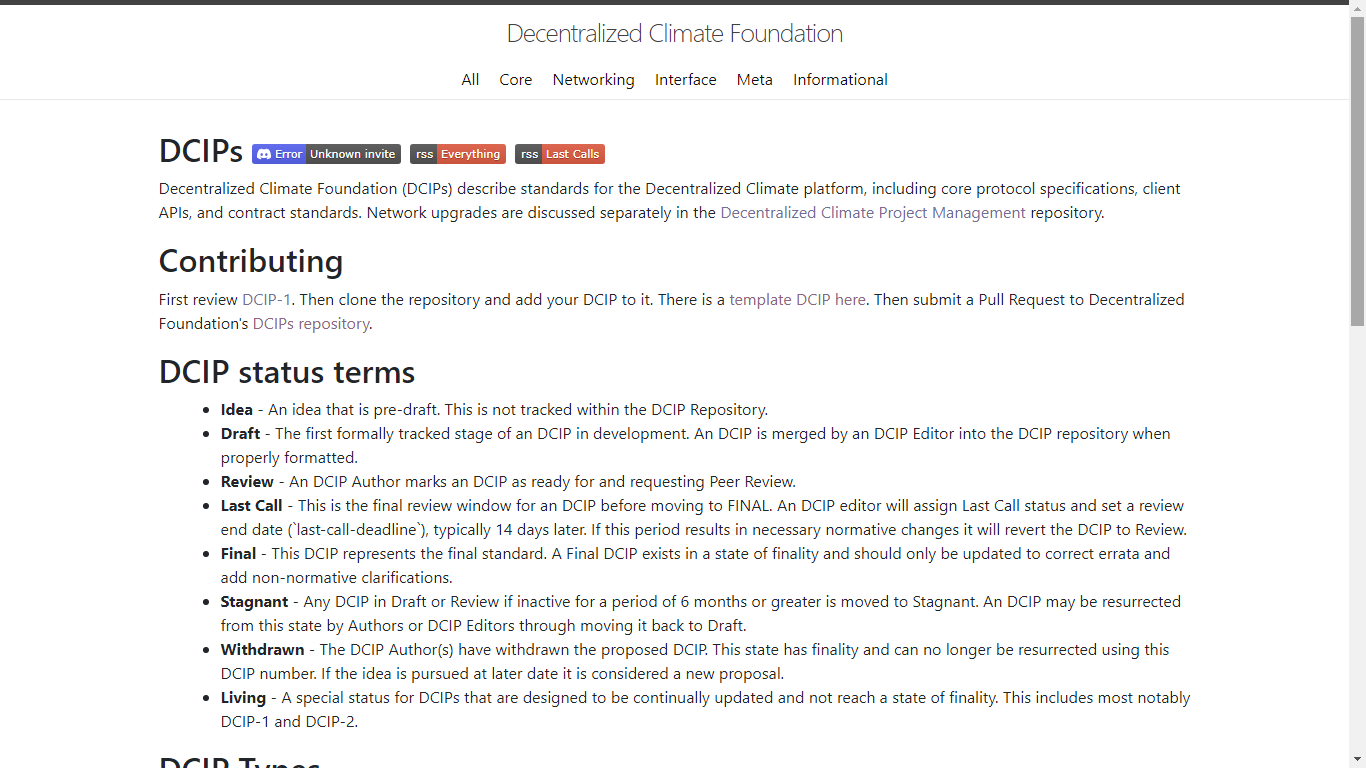 Decentralized Climate Foundation
All Core Networking Interface Meta Informational
DCIPs Error Unknown invite rss Everything rss Last Calls
Decentralized Climate Foundation (DCIPs) describe standards for the Decentralized Climate platform, including core protocol specifications, client
APIs, and contract standards. Network upgrades are discussed separately in the Decentralized Climate Project Management repository.
Contributing
First review DCIP-1. Then clone the repository and add your DCIP to it. There is a template DCIP here. Then submit a Pull Request to Decentralized
Foundation's DCIPs repository.
DCIP status terms
• Idea - An idea that is pre-draft. This is not tracked within the DCIP Repository.
• Draft - The first formally tracked stage of an DCIP in development. An DCIP is merged by an DCIP Editor into the DCIP repository when
properly formatted.
• Review - An DCIP Author marks an DCIP as ready for and requesting Peer Review.
• Last Call - This is the final review window for an DCIP before moving to FINAL. An DCIP editor will assign Last Call status and set a review
end date (`last-call-deadline`), typically 14 days later. If this period results in necessary normative changes it will revert the DCIP to Review.
• Final - This DCIP represents the final standard. A Final DCIP exists in a state of finality and should only be updated to correct errata and
add non-normative clarifications.
• Stagnant - Any DCIP in Draft or Review if inactive for a period of 6 months or greater is moved to Stagnant. An DCIP may be resurrected
from this state by Authors or DCIP Editors through moving it back to Draft.
• Withdrawn - The DCIP Author(s) have withdrawn the proposed DCIP. This state has finality and can no longer be resurrected using this
DCIP number. If the idea is pursued at later date it is considered a new proposal.
• Living - A special status for DCIPs that are designed to be continually updated and not reach a state of finality. This includes most notably
DCIP-1 and DCIP-2.
DCIP Types